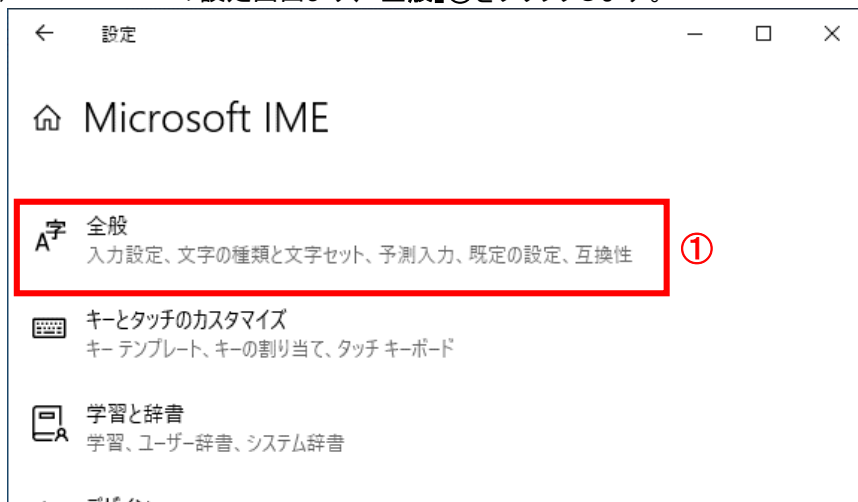 設定
Microsoft IME
全般
入力設定、文字の種類と文字セット、予測入力、既定の設定、互換性
①
キーとタッチのカスタマイズ
キー テンプレート、キーの割り当て、タッチ キーボード
学習と辞書
学習、ユーザー辞書、システム辞書